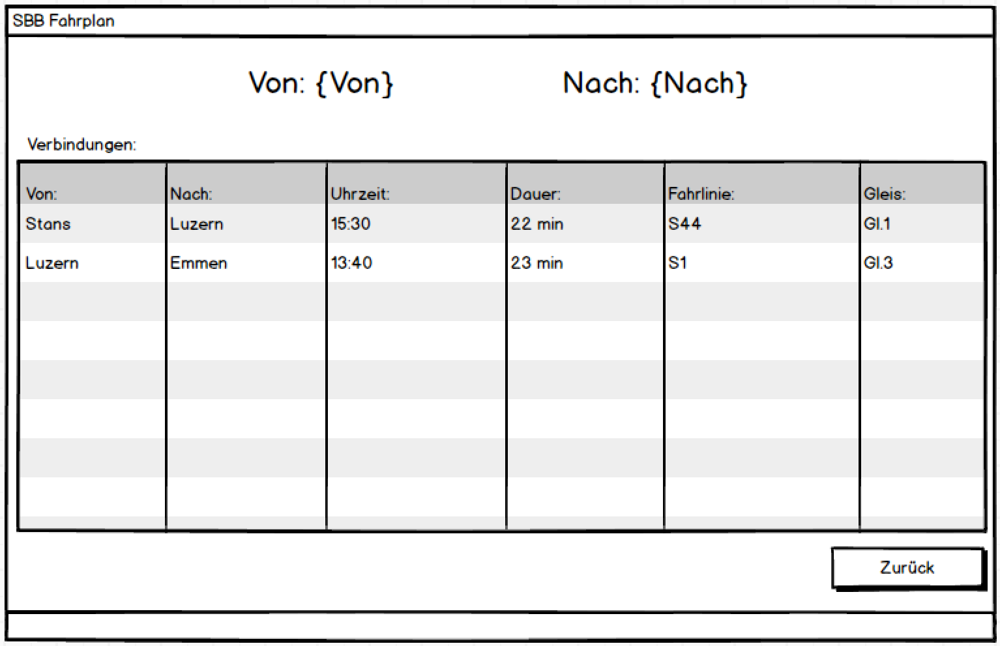 SBB Fahrplan
Von: {Von} Nach: {Nach}
Verbindungen:
Von: Nach: Uhrzeit: Dauer: Fahrlinie: Gleis:
Stans Luzern 15:30 22 min S44 Gl.1
Luzern Emmen 13:40 23 min S1 Gl.3
Zurück